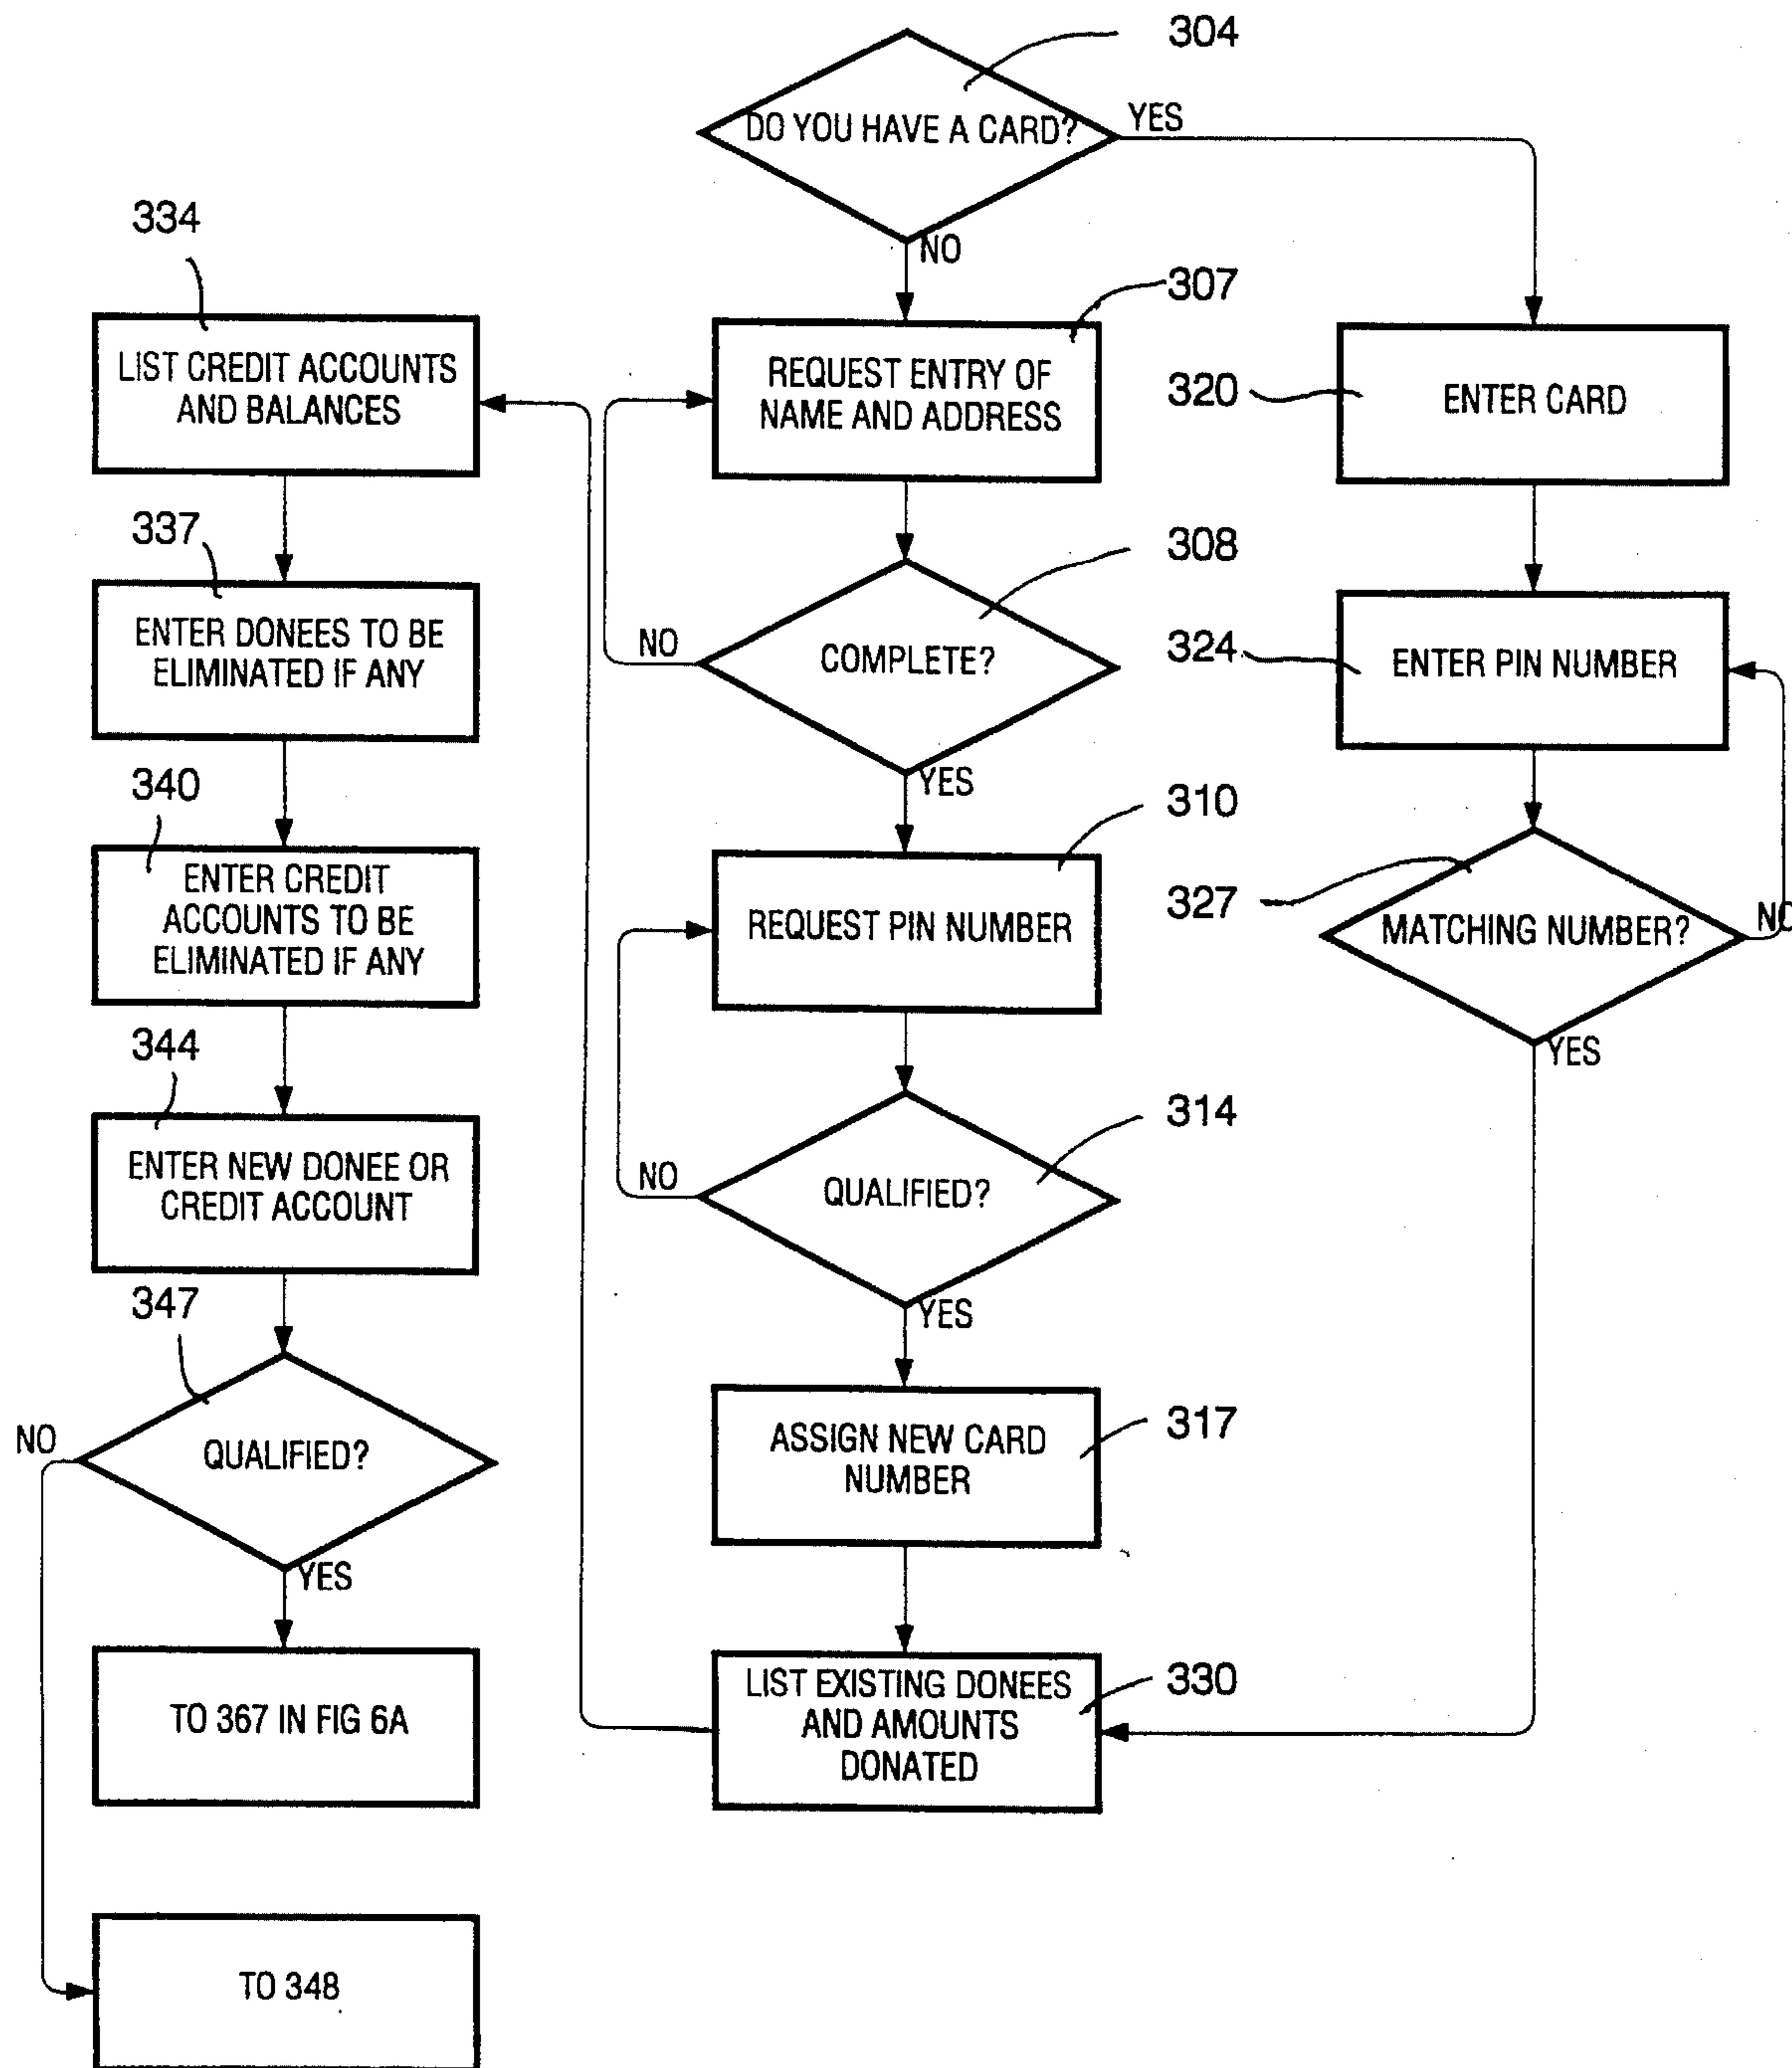 304
DO YOU HAVE A CARD?
YES
NO
334
LIST CREDIT ACCOUNTS
AND BALANCES
337
ENTER DONEES TO BE
ELIMINATED IF ANY
340
ENTER CREDIT
ACCOUNTS TO BE
ELIMINATED IF ANY
344
ENTER NEW DONEE OR
CREDIT ACCOUNT
347
QUALIFIED?
NO
YES
TO 367 IN FIG 6A
TO 348
307
REQUEST ENTRY OF
NAME AND ADDRESS
308
COMPLETE?
NO
YES
310
REQUEST PIN NUMBER
314
QUALIFIED?
NO
YES
317
ASSIGN NEW CARD
NUMBER
330
LIST EXISTING DONEES
AND AMOUNTS
DONATED
320
ENTER CARD
324
ENTER PIN NUMBER
327
MATCHING NUMBER?
NO
YES